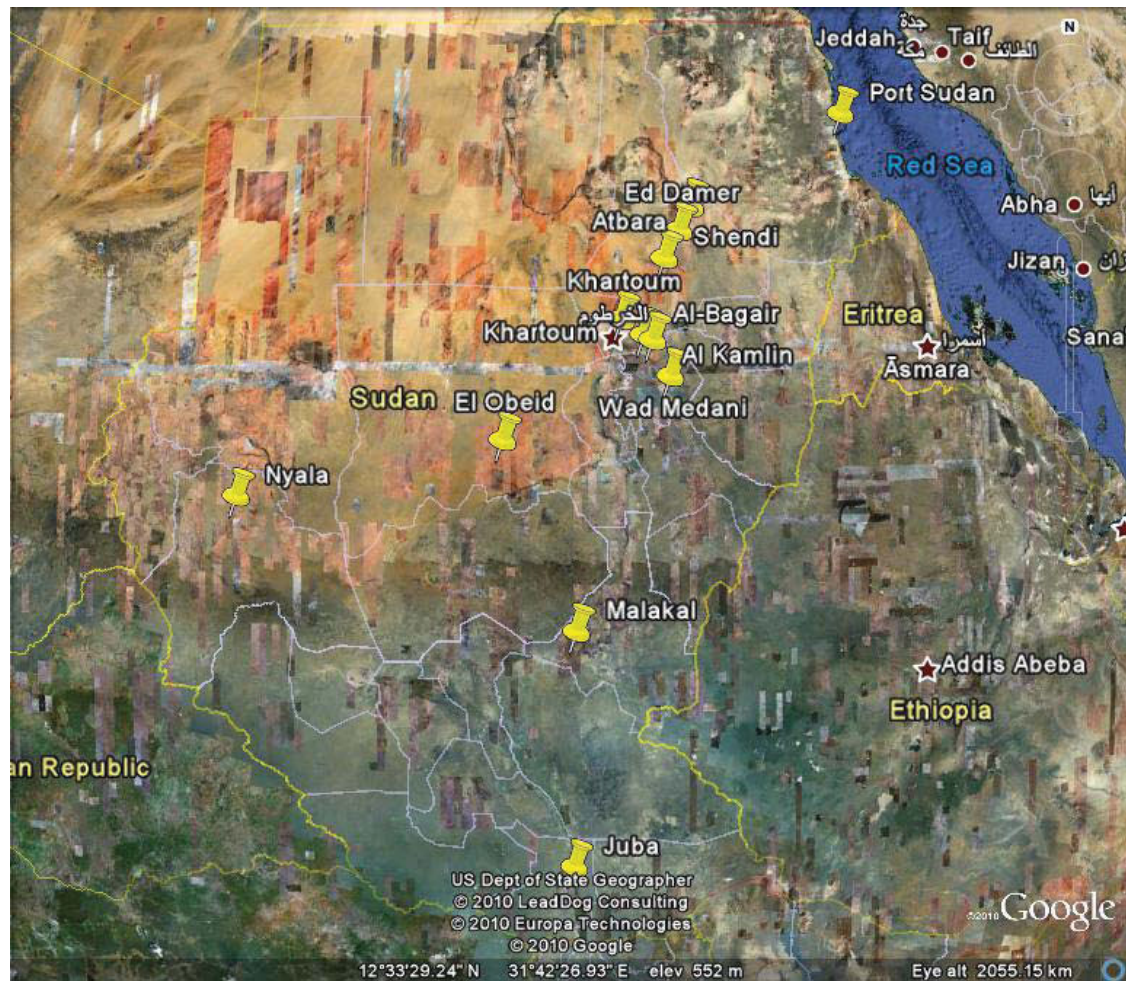 N
جدة
Jeddah
Taif
مكة
الطائف
Port Sudan
Red Sea
Ed Damer
Abha
أبها
Atbara
Shendi
Jizan
Khartoum
الخرطوم
Al-Bagair
Eritrea
Khartoum
أسمرا
Sana'
Al Kamlin
Āsmara
Sudan
El Obeid
Wad Medani
Nyala
Malakal
Addis Abeba
Ethiopia
an Republic
Juba
US Dept of State Geographer
© 2010 LeadDog Consulting
© 2010 Europa Technologies
© 2010 Google
©2010 Google
12°33'29.24" N 31°42'26.93" E elev 552 m Eye alt 2055.15 km